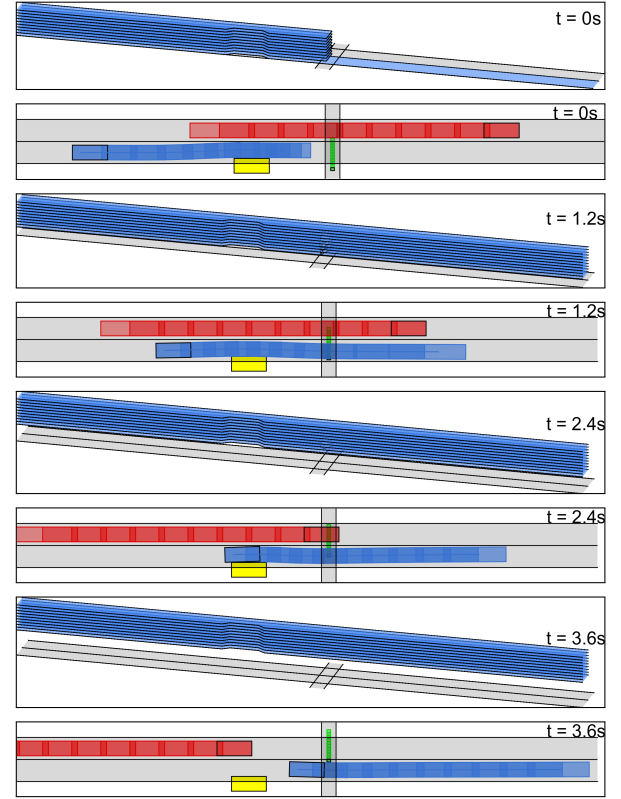 t = 0s
t = 0s
t = 1.2s
t = 1.2s
t = 2.4s
t = 2.4s
t = 3.6s
t = 3.6s